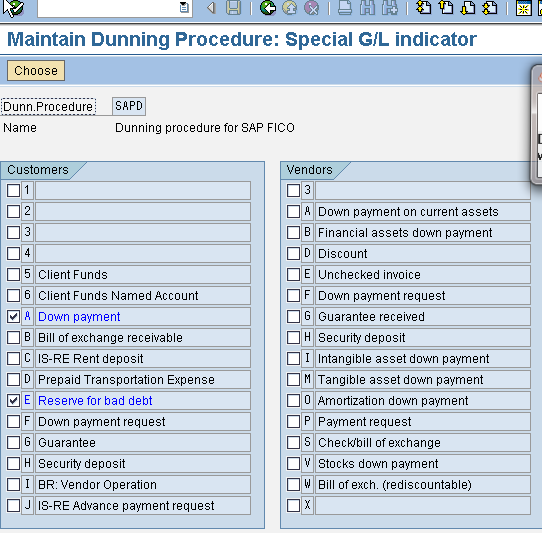 Maintain Dunning Procedure: Special G/L indicator
Choose
Dunn.Procedure SAPD
Name Dunning procedure for SAP FICO
Customers
1
2
3
4
5 Client Funds
6 Client Funds Named Account
A Down payment
B Bill of exchange receivable
C IS-RE Rent deposit
D Prepaid Transportation Expense
E Reserve for bad debt
F Down payment request
G Guarantee
H Security deposit
I BR: Vendor Operation
J IS-RE Advance payment request
Vendors
3
A Down payment on current assets
B Financial assets down payment
D Discount
E Unchecked invoice
F Down payment request
G Guarantee received
H Security deposit
I Intangible asset down payment
M Tangible asset down payment
O Amortization down payment
P Payment request
S Check/bill of exchange
V Stocks down payment
W Bill of exch. (rediscountable)
X